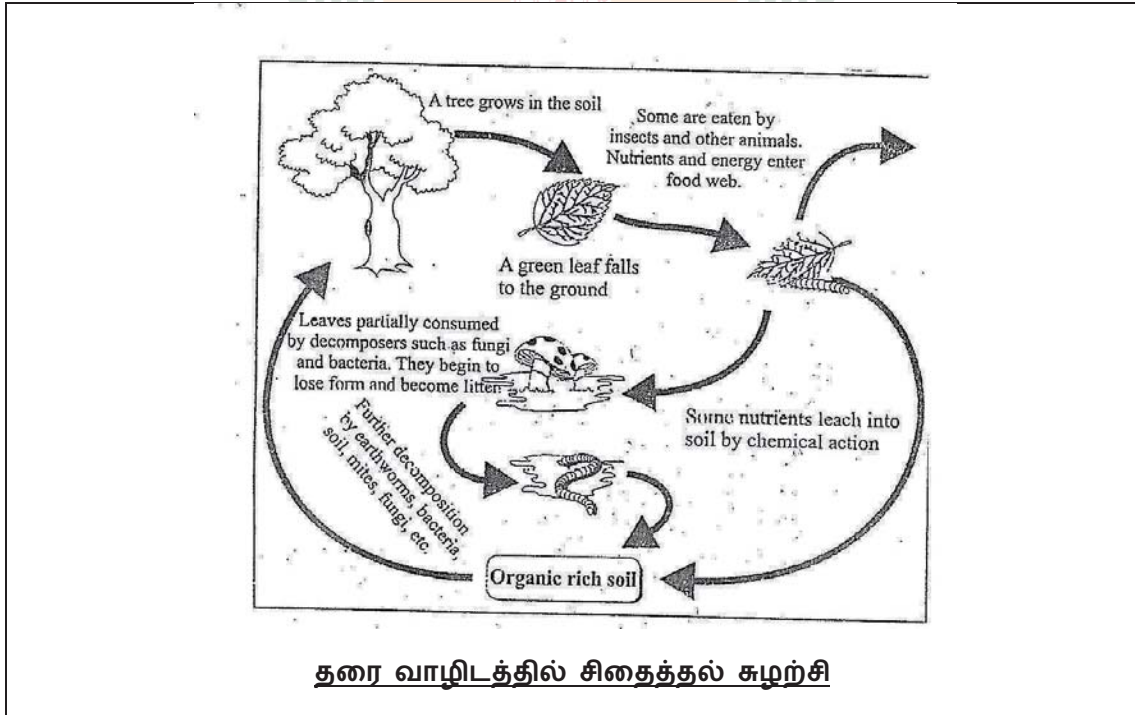 A tree grows in the soil
Some are eaten by
insects and other animals.
Nutrients and energy enter
food web.
A green leaf falls
to the ground
Leaves partially consumed
by decomposers such as fungi
and bacteria. They begin to
lose form and become litter.
Some nutrients leach into
soil by chemical action
Further decomposition
by earthworms, bacteria,
soil, mites, fungi, etc.
Organic rich soil
தரை வாழிடத்தில் சிதைத்தல் சுழற்சி